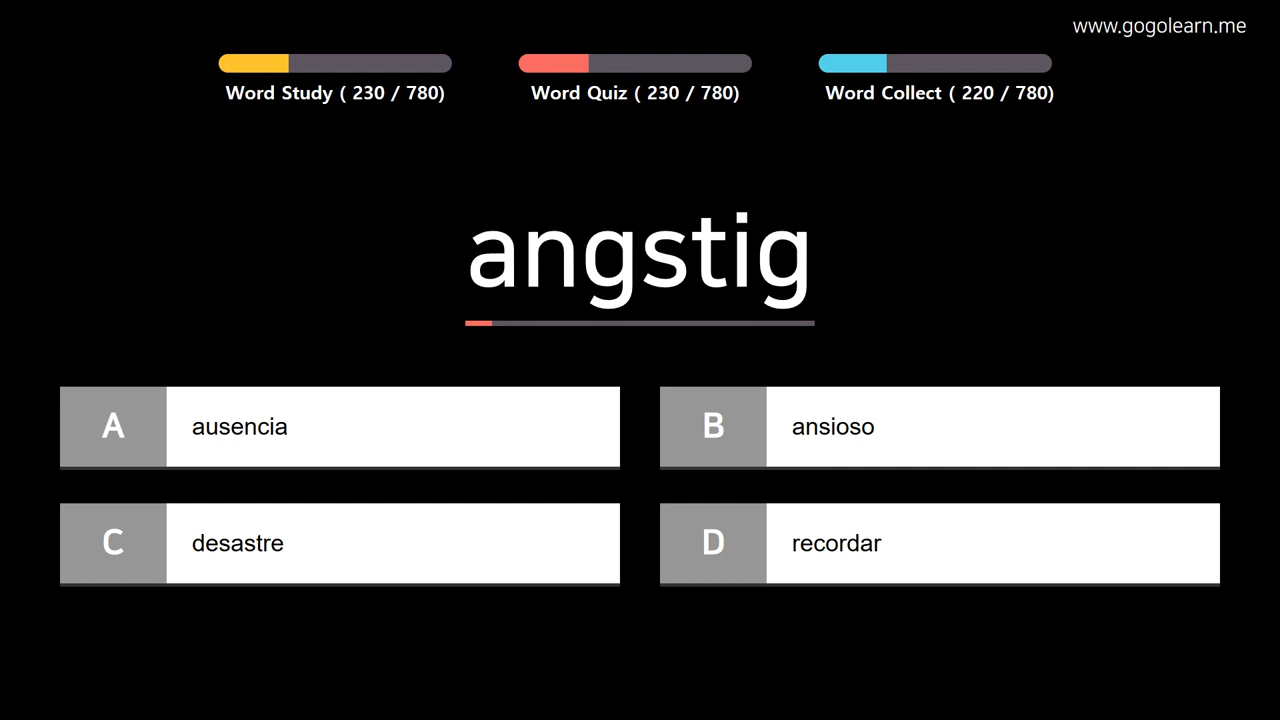 www.gogolearn.me
Word Study ( 230 / 780)
Word Quiz ( 230 / 780)
Word Collect ( 220 / 780)
angstig
A ausencia
B ansioso
C desastre
D recordar